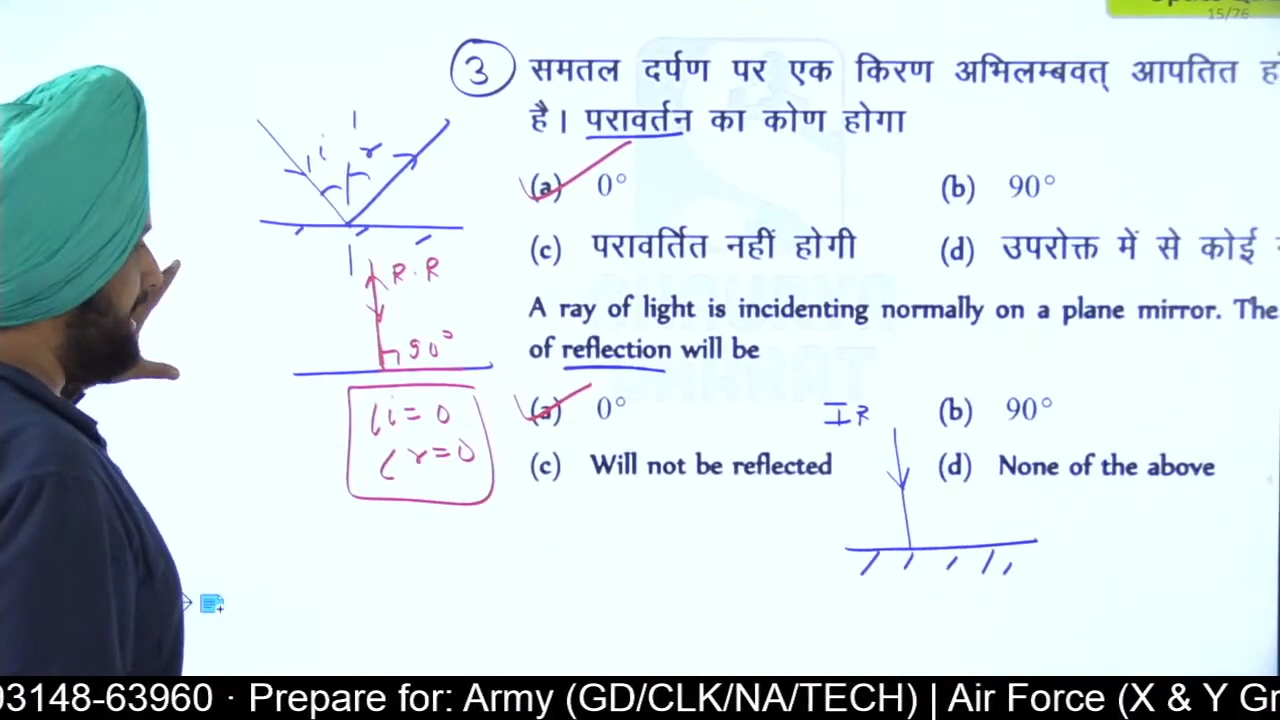 15/76
3 समतल दर्पण पर एक किरण अभिलम्बवत् आपतित
है। परावर्तन का कोण होगा
i r
(a) 0° (b) 90°
(c) परावर्तित नहीं होगी (d) उपरोक्त में से कोई
R.R
A ray of light is incidenting normally on a plane mirror. The
90°
of reflection will be
(a) 0° (b) 90°
IR
∠i = 0
∠r = 0
(c) Will not be reflected (d) None of the above
93148-63960 · Prepare for: Army (GD/CLK/NA/TECH) | Air Force (X & Y Gr